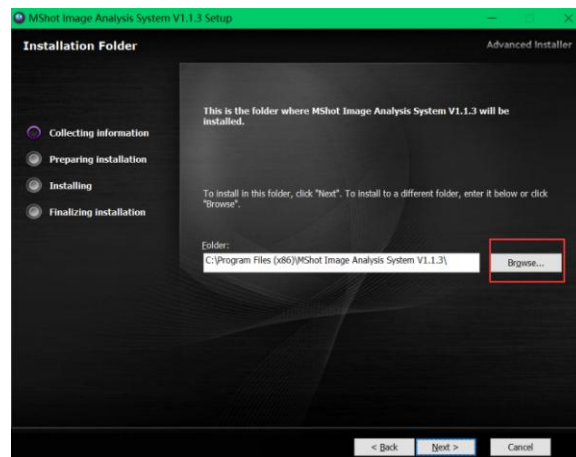 MShot Image Analysis System V1.1.3 Setup
Installation Folder
Advanced Installer
This is the folder where MShot Image Analysis System V1.1.3 will be
installed.
Collecting information
Preparing installation
Installing
Finalizing installation
To install in this folder, click "Next". To install to a different folder, enter it below or click
"Browse".
Folder:
C:\Program Files (x86)\MShot Image Analysis System V1.1.3\
Browse...
< Back
Next >
Cancel